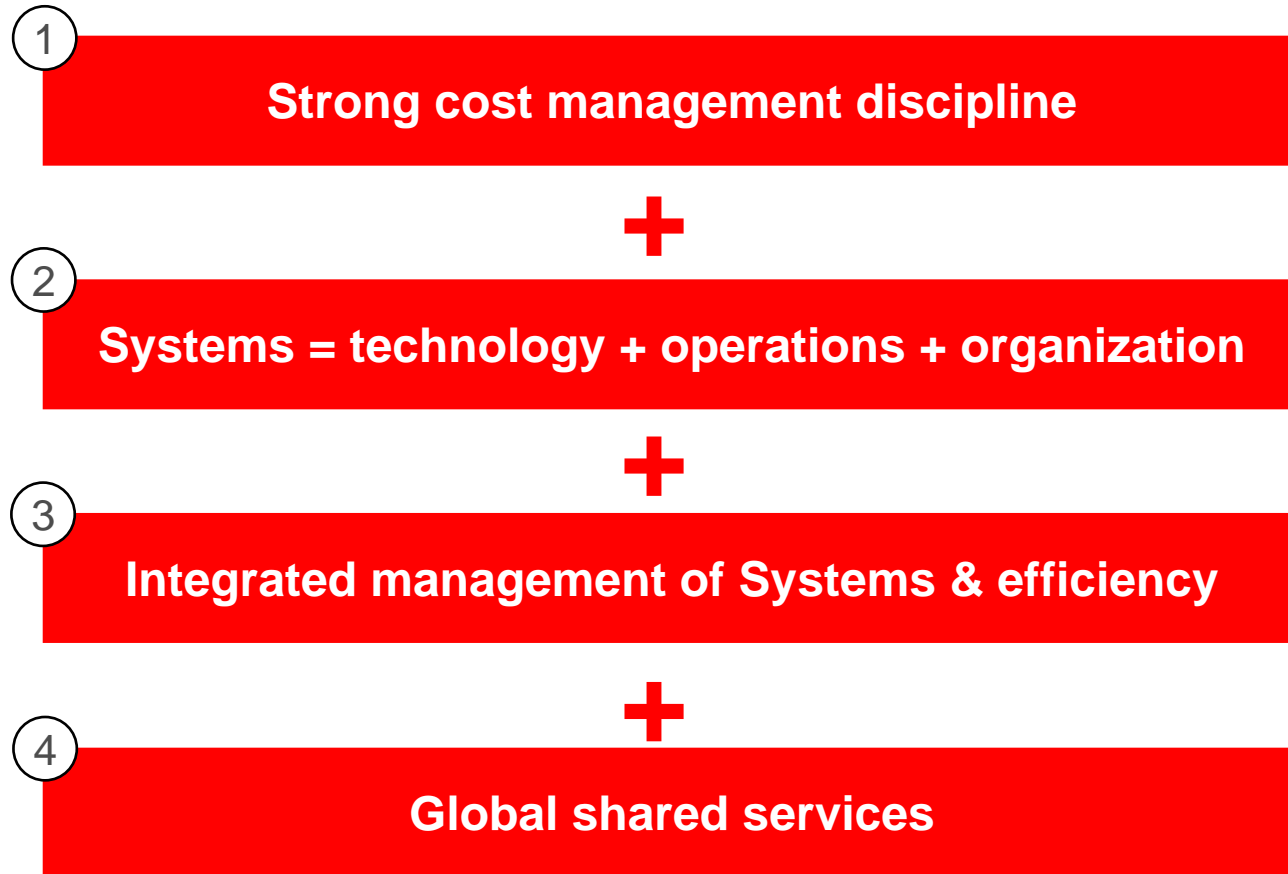 1
Strong cost management discipline
+
2
Systems = technology + operations + organization
+
3
Integrated management of Systems & efficiency
+
4
Global shared services